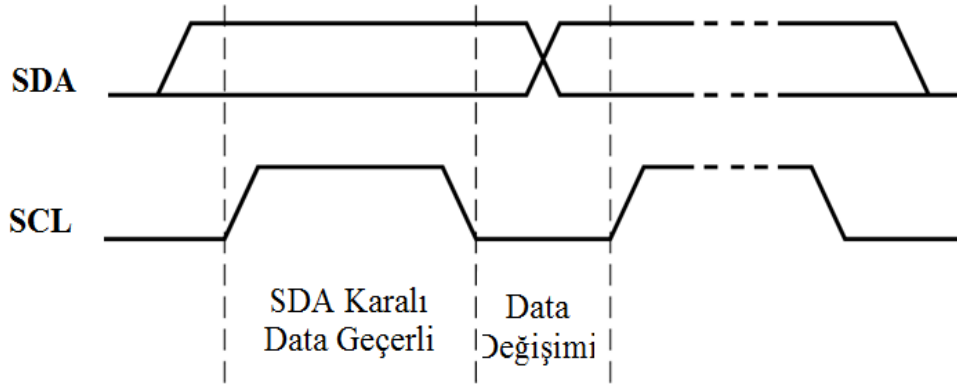 SDA
SCL
SDA Karalı
Data Geçerli
Data
Değişimi